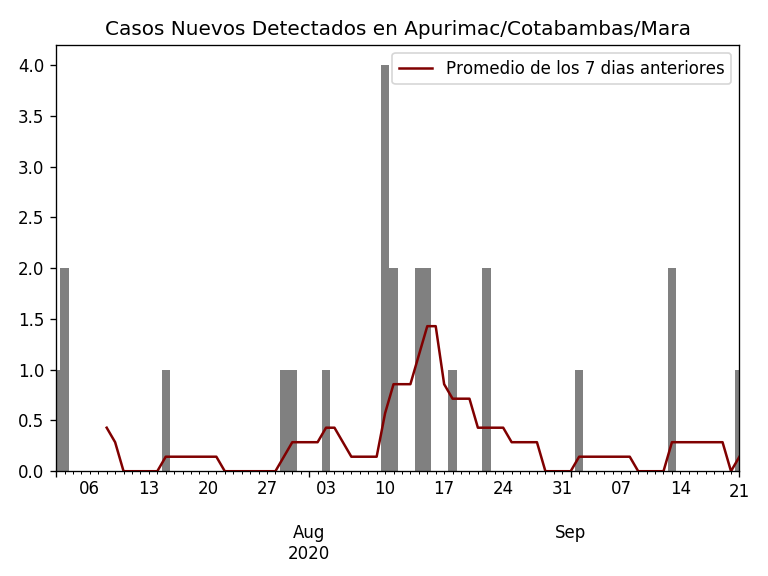 Casos Nuevos Detectados en Apurimac/Cotabambas/Mara
Promedio de los 7 dias anteriores
4.0
3.5
3.0
2.5
2.0
1.5
1.0
0.5
0.0
06 13 20 27 03 10 17 24 31 07 14 21
Aug Sep
2020